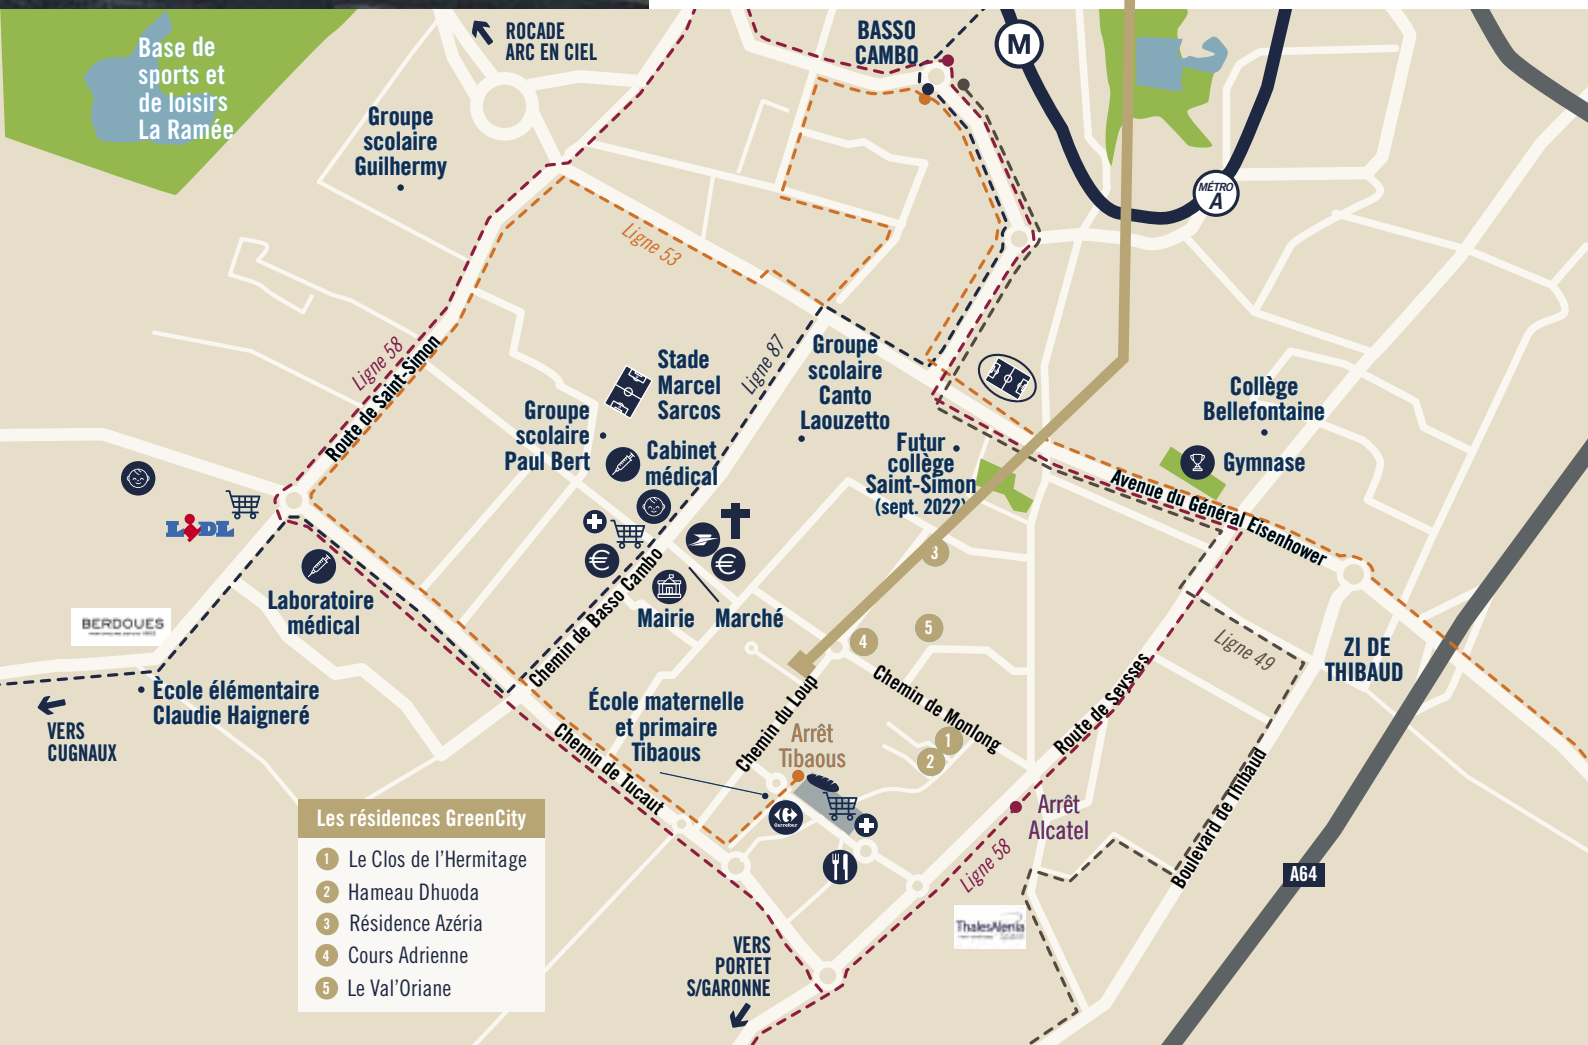 Base de
sports et
de loisirs
La Ramée
ROCADE
ARC EN CIEL
BASSO
CAMBO
M
MÉTRO
A
Groupe
scolaire
Guilhermy
Ligne 53
Ligne 58
Route de Saint-Simon
Ligne 87
Stade
Marcel
Sarcos
Groupe
scolaire
Paul Bert
Cabinet
médical
Groupe
scolaire
Canto
Laouzetto
Futur
collège
Saint-Simon
(sept. 2022)
Collège
Bellefontaine
Gymnase
Avenue du Général Eisenhower
LIDL
Laboratoire
médical
BERDOUES
Chemin de Basso Cambo
€
€
Mairie
Marché
3
4
5
Ècole élémentaire
Claudie Haigneré
VERS
CUGNAUX
École maternelle
et primaire
Tibaous
Chemin du Loup
Chemin de Monlong
1
2
Arrêt
Tibaous
Chemin de Tucaut
Carrefour
Route de Seysses
Ligne 49
ZI DE
THIBAUD
Boulevard de Thibaud
Arrêt
Alcatel
Ligne 58
ThalesAlenia
A64
VERS
PORTET
S/GARONNE
Les résidences GreenCity
1 Le Clos de l'Hermitage
2 Hameau Dhuoda
3 Résidence Azéria
4 Cours Adrienne
5 Le Val'Oriane